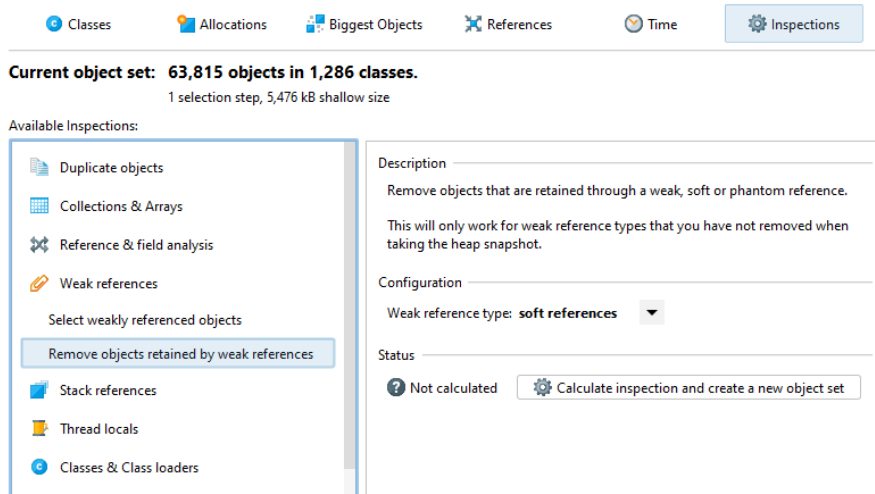 Classes Allocations Biggest Objects References Time Inspections
Current object set: 63,815 objects in 1,286 classes.
1 selection step, 5,476 kB shallow size
Available Inspections:
Duplicate objects
Collections & Arrays
Reference & field analysis
Weak references
Select weakly referenced objects
Remove objects retained by weak references
Stack references
Thread locals
Classes & Class loaders
Description
Remove objects that are retained through a weak, soft or phantom reference.
This will only work for weak reference types that you have not removed when
taking the heap snapshot.
Configuration
Weak reference type: soft references
Status
Not calculated Calculate inspection and create a new object set